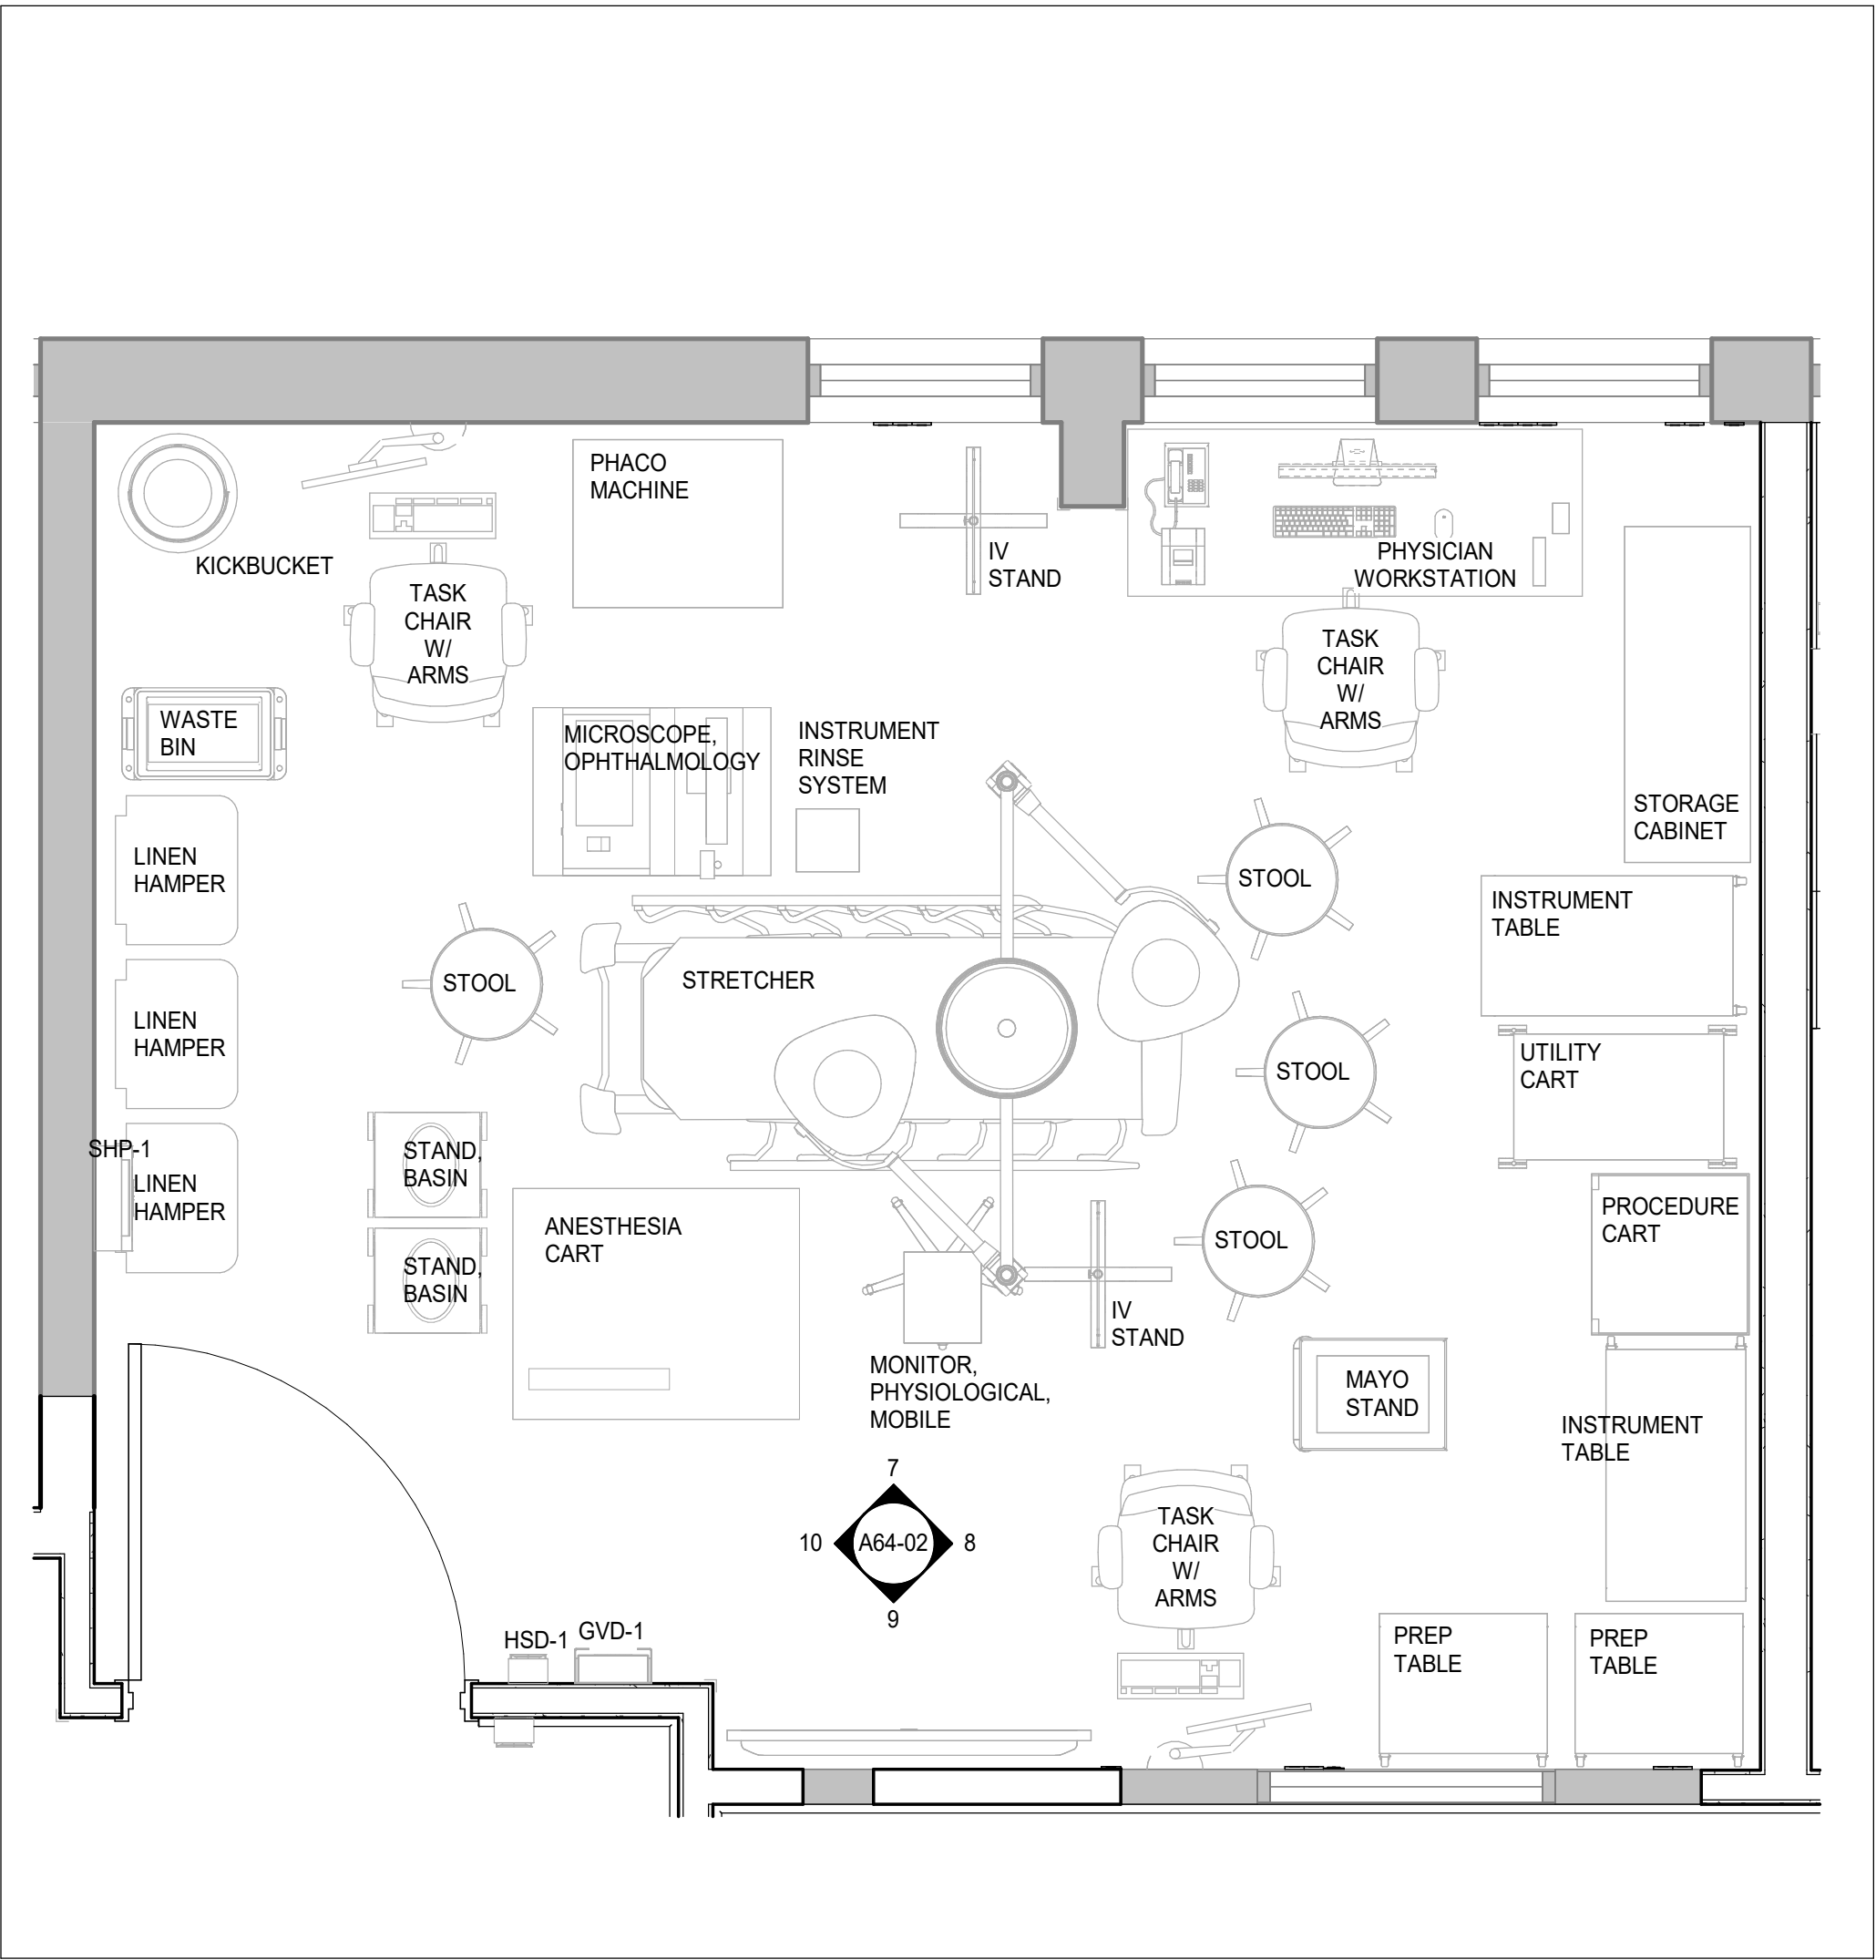 PHACO
MACHINE
KICKBUCKET
TASK
CHAIR
W/
ARMS
IV
STAND
PHYSICIAN
WORKSTATION
TASK
CHAIR
W/
ARMS
WASTE
BIN
MICROSCOPE,
OPHTHALMOLOGY
INSTRUMENT
RINSE
SYSTEM
STORAGE
CABINET
LINEN
HAMPER
STOOL
INSTRUMENT
TABLE
STOOL
STRETCHER
LINEN
HAMPER
STOOL
UTILITY
CART
SHP-1
LINEN
HAMPER
STAND,
BASIN
STAND,
BASIN
ANESTHESIA
CART
STOOL
PROCEDURE
CART
IV
STAND
MONITOR,
PHYSIOLOGICAL,
MOBILE
MAYO
STAND
INSTRUMENT
TABLE
7
10
A64-02
8
9
TASK
CHAIR
W/
ARMS
HSD-1
GVD-1
PREP
TABLE
PREP
TABLE